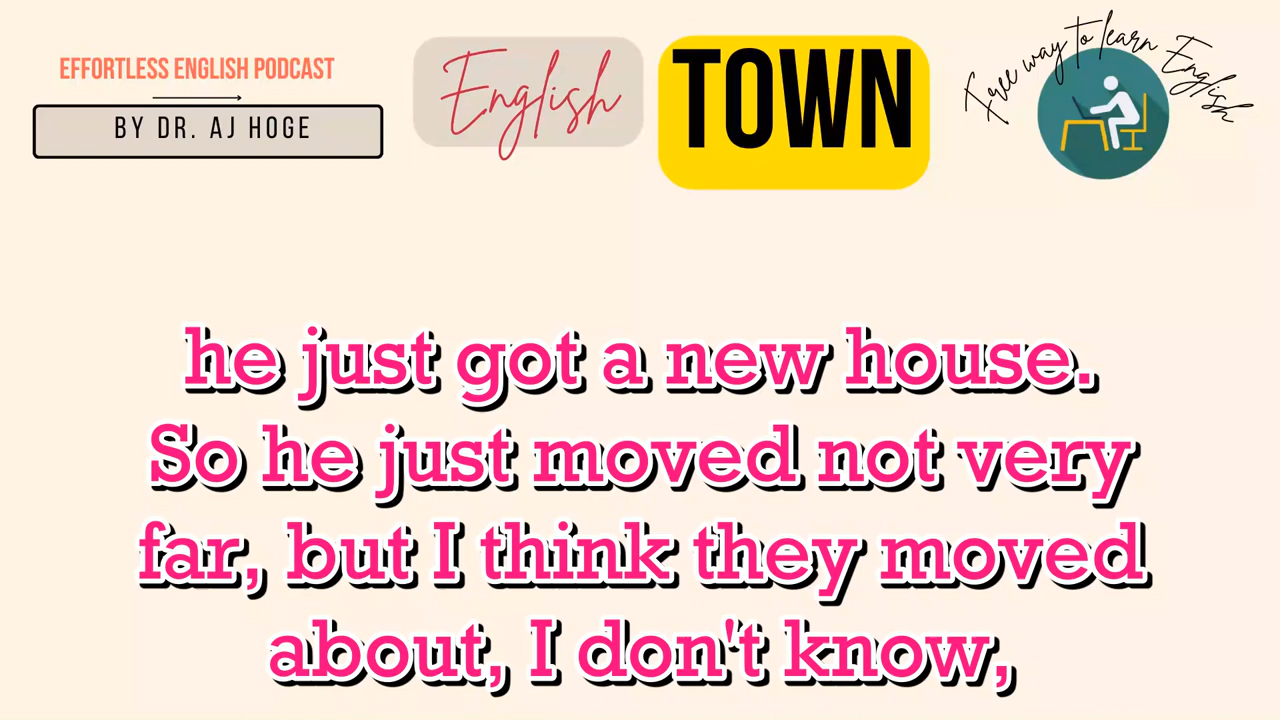 EFFORTLESS ENGLISH PODCAST
BY DR. AJ HOGE
English
TOWN
Free way to learn English
he just got a new house.
So he just moved not very
far, but I think they moved
about, I don't know,